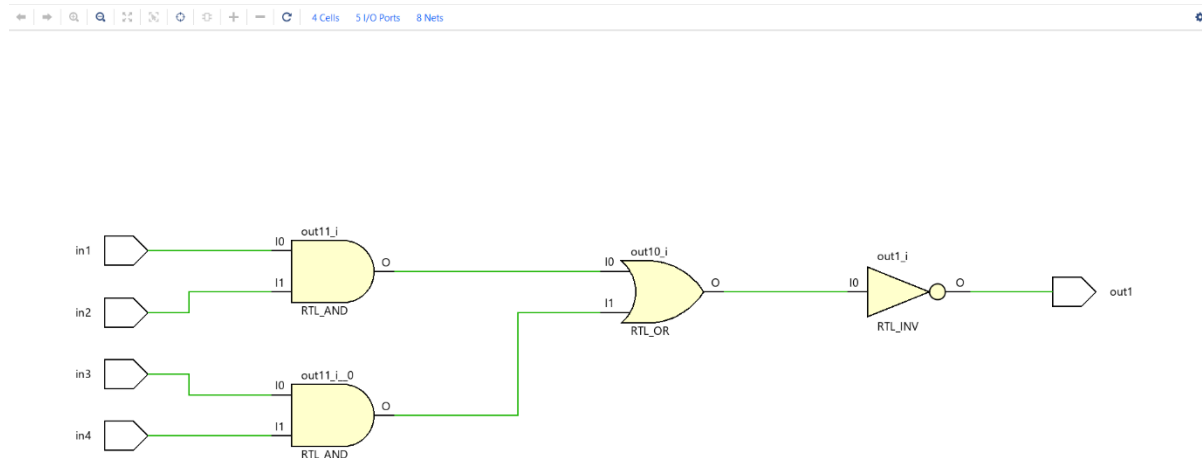 4 Cells 5 I/O Ports 8 Nets
out11_i
in1 I0 O
in2 I1
RTL_AND
out10_i
I0 O
I1
RTL_OR
out1_i
I0 O out1
RTL_INV
out11_i__0
in3 I0 O
in4 I1
RTL_AND